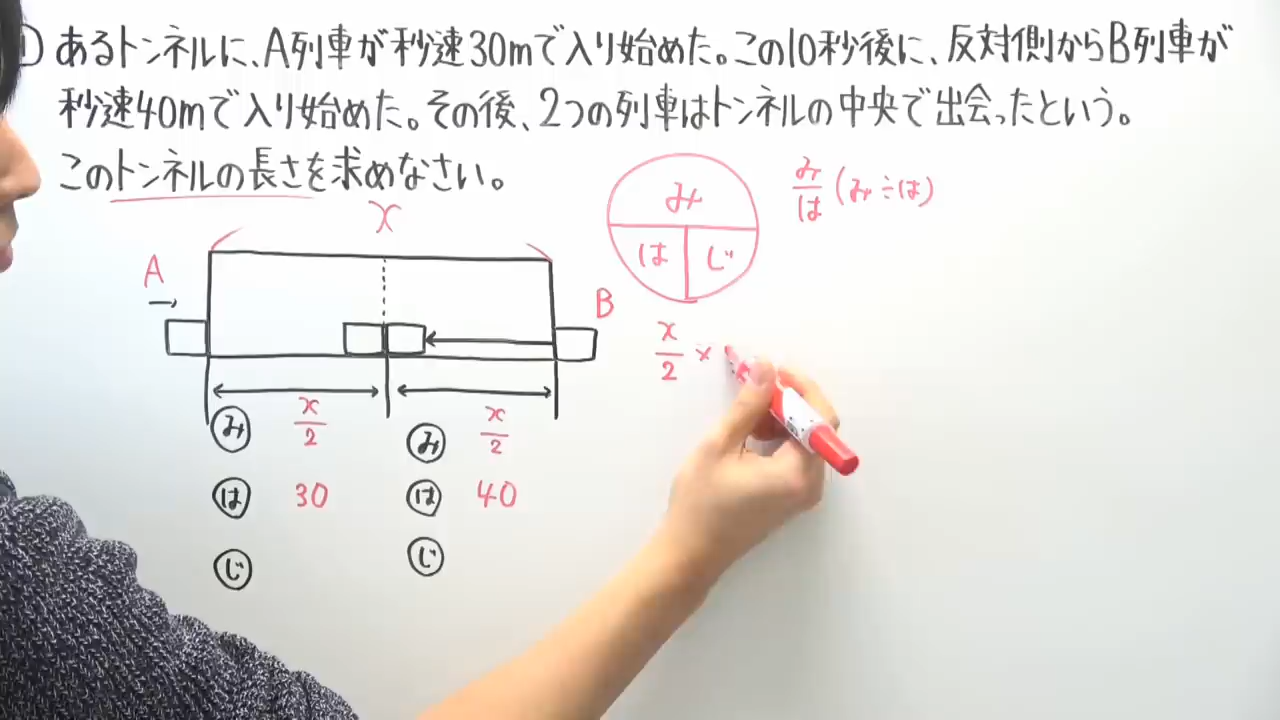 あるトンネルに、A列車が秒速30mで入り始めた。この10秒後に、反対側からB列車が
秒速40mで入り始めた。その後、2つの列車はトンネルの中央で出会ったという。
このトンネルの長さを求めなさい。
x
A
B
み
は じ
み/は (み÷は)
x/2 ×
み x/2 み x/2
は 30 は 40
じ じ